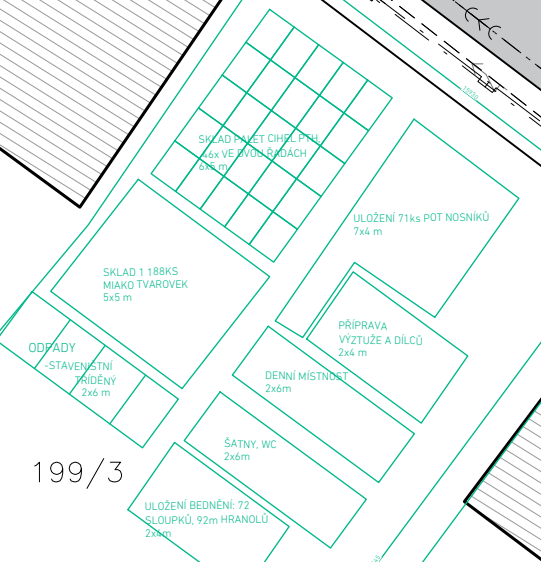 SKLAD PALET CIHEL PTH
46x VE DVOU ŘADÁCH
6x5 m
ULOŽENÍ 71ks POT NOSNÍKŮ
7x4 m
SKLAD 1 188KS
MIAKO TVAROVEK
5x5 m
PŘÍPRAVA
VÝZTUŽE A DÍLCŮ
2x4 m
ODPADY
-STAVENIŠTNÍ
TŘÍDĚNÝ
2x6 m
DENNÍ MÍSTNOST
2x6m
ŠATNY, WC
2x6m
199/3
ULOŽENÍ BEDNĚNÍ: 72
SLOUPKŮ, 92m HRANOLŮ
2x4m